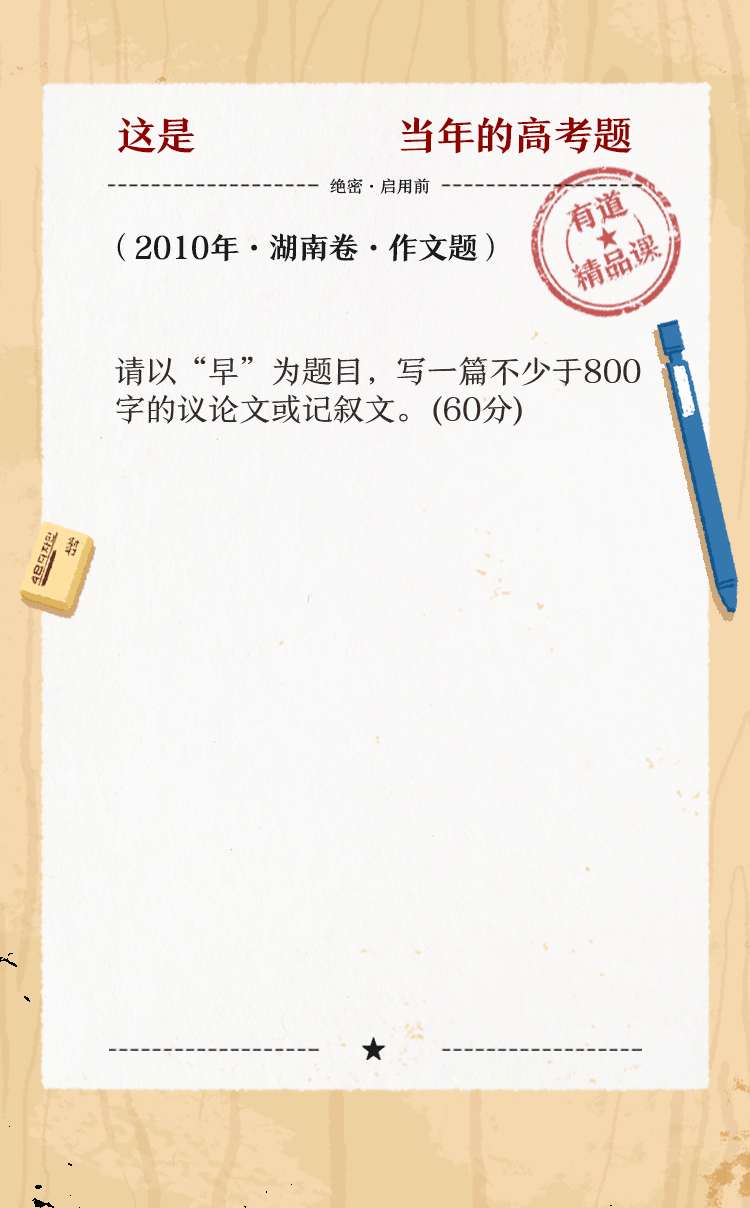 这是 当年的高考题
绝密·启用前
有道
精品课
（2010年·湖南卷·作文题）
请以“早”为题目，写一篇不少于800
字的议论文或记叙文。(60分)